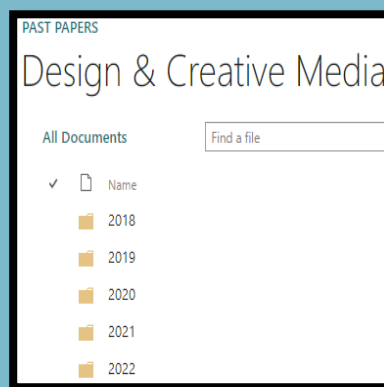 PAST PAPERS
Design & Creative Media
All Documents
Find a file
Name
2018
2019
2020
2021
2022